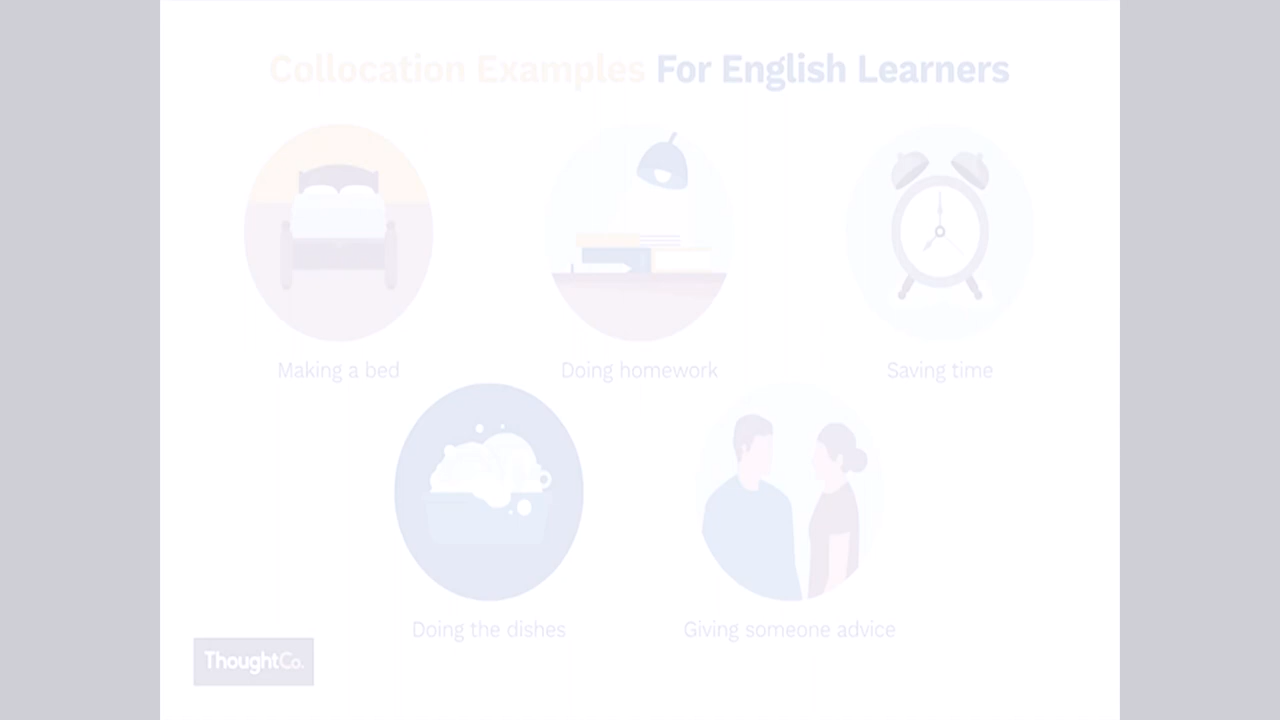 Collocation Examples For English Learners
Making a bed
Doing homework
Saving time
Doing the dishes
Giving someone advice
ThoughtCo.